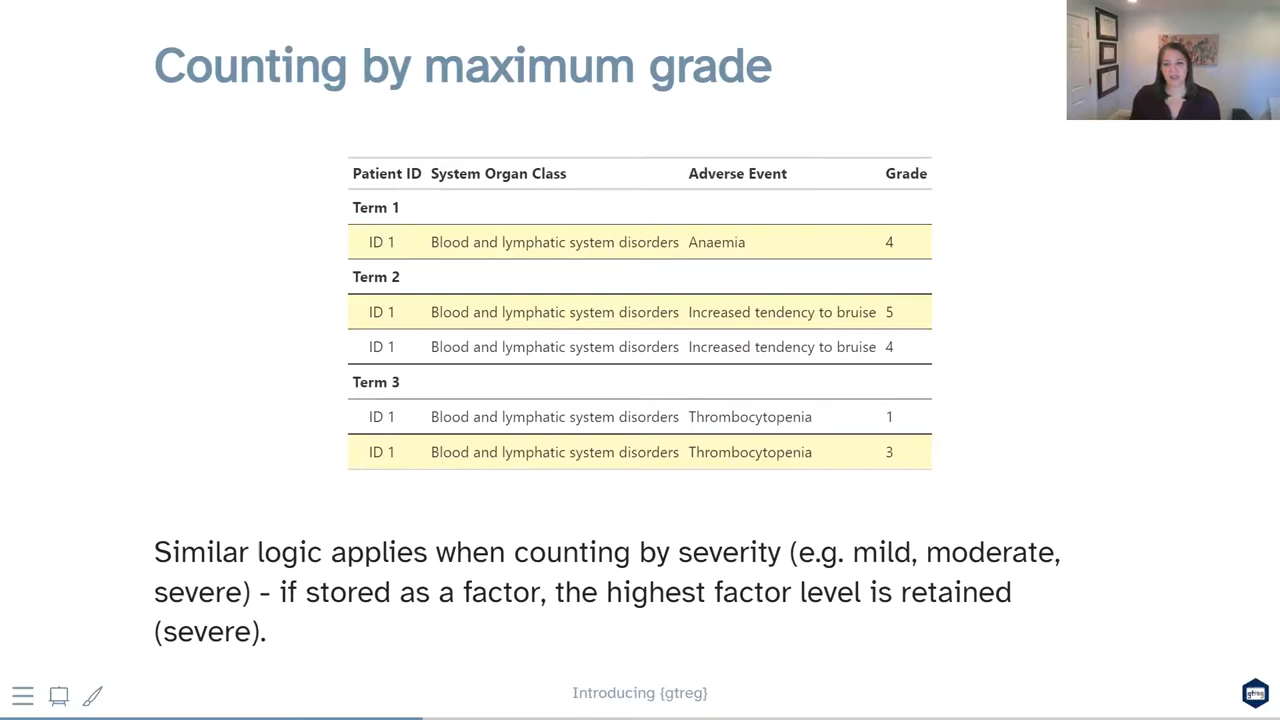 Counting by maximum grade
Patient ID System Organ Class Adverse Event Grade
Term 1
ID 1 Blood and lymphatic system disorders Anaemia 4
Term 2
ID 1 Blood and lymphatic system disorders Increased tendency to bruise 5
ID 1 Blood and lymphatic system disorders Increased tendency to bruise 4
Term 3
ID 1 Blood and lymphatic system disorders Thrombocytopenia 1
ID 1 Blood and lymphatic system disorders Thrombocytopenia 3
Similar logic applies when counting by severity (e.g. mild, moderate,
severe) - if stored as a factor, the highest factor level is retained
(severe).
Introducing {gtreg}
gtreg